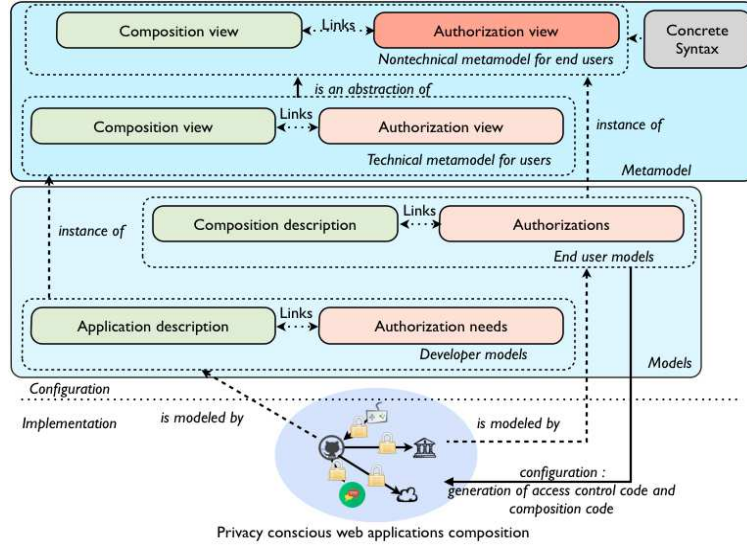 Composition view
Links
Authorization view
Concrete
Syntax
Nontechnical metamodel for end users
is an abstraction of
Composition view
Links
Authorization view
instance of
Technical metamodel for users
Metamodel
instance of
Composition description
Links
Authorizations
End user models
Application description
Links
Authorization needs
Developer models
Models
Configuration
Implementation
is modeled by
is modeled by
configuration :
generation of access control code and
composition code
Privacy conscious web applications composition